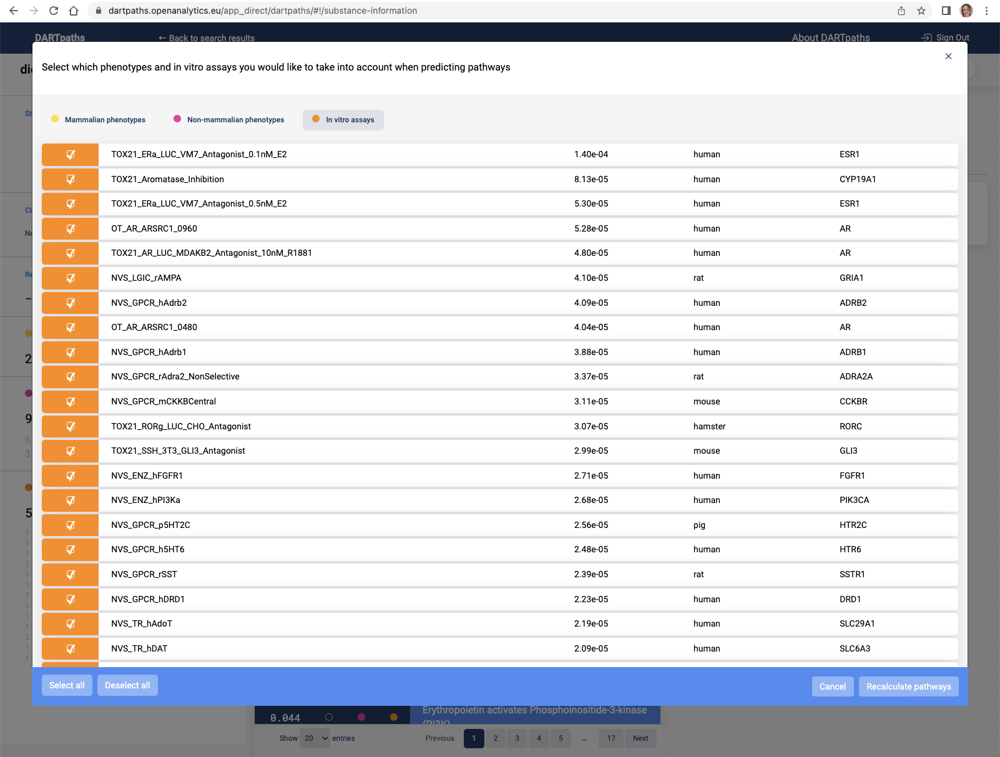 dartpaths.openanalytics.eu/app_direct/dartpaths/#!/substance-information
DARTpaths
← Back to search results
About DARTpaths
Sign Out
Select which phenotypes and in vitro assays you would like to take into account when predicting pathways
Mammalian phenotypes
Non-mammalian phenotypes
In vitro assays
TOX21_ERa_LUC_VM7_Antagonist_0.1nM_E2 1.40e-04 human ESR1
TOX21_Aromatase_Inhibition 8.13e-05 human CYP19A1
TOX21_ERa_LUC_VM7_Antagonist_0.5nM_E2 5.30e-05 human ESR1
OT_AR_ARSRC1_0960 5.28e-05 human AR
TOX21_AR_LUC_MDAKB2_Antagonist_10nM_R1881 4.80e-05 human AR
NVS_LGIC_rAMPA 4.10e-05 rat GRIA1
NVS_GPCR_hAdrb2 4.09e-05 human ADRB2
OT_AR_ARSRC1_0480 4.04e-05 human AR
NVS_GPCR_hAdrb1 3.88e-05 human ADRB1
NVS_GPCR_rAdra2_NonSelective 3.37e-05 rat ADRA2A
NVS_GPCR_mCKKBCentral 3.11e-05 mouse CCKBR
TOX21_RORg_LUC_CHO_Antagonist 3.07e-05 hamster RORC
TOX21_SSH_3T3_GLI3_Antagonist 2.99e-05 mouse GLI3
NVS_ENZ_hFGFR1 2.71e-05 human FGFR1
NVS_ENZ_hPI3Ka 2.68e-05 human PIK3CA
NVS_GPCR_p5HT2C 2.56e-05 pig HTR2C
NVS_GPCR_h5HT6 2.48e-05 human HTR6
NVS_GPCR_rSST 2.39e-05 rat SSTR1
NVS_GPCR_hDRD1 2.23e-05 human DRD1
NVS_TR_hAdoT 2.19e-05 human SLC29A1
NVS_TR_hDAT 2.09e-05 human SLC6A3
Select all
Deselect all
Cancel
Recalculate pathways
0.044
Erythropoietin activates Phosphoinositide-3-kinase
(PI3K)
Show 20 entries
Previous 1 2 3 4 5 ... 17 Next